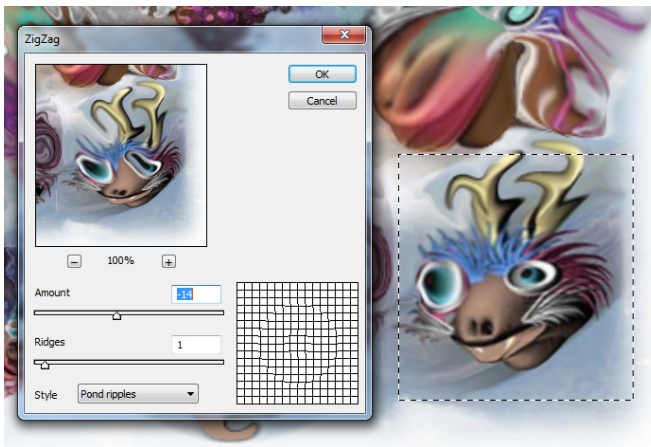 ZigZag
OK
Cancel
100%
Amount -14
Ridges 1
Style Pond ripples